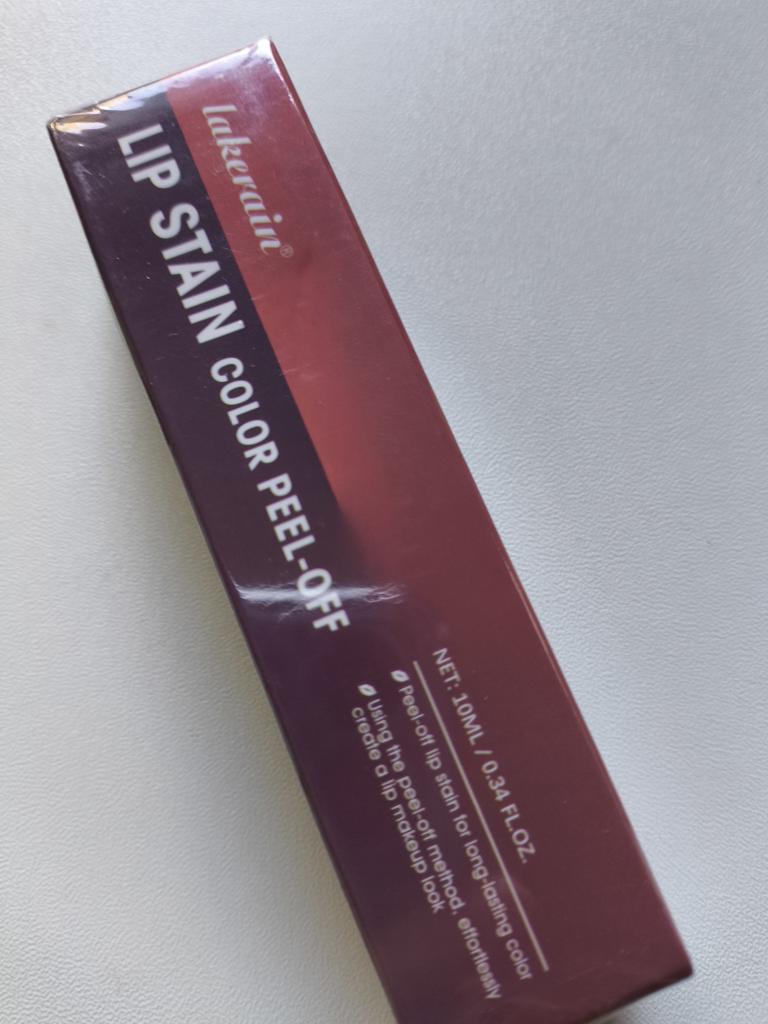 lakerain®
LIP STAIN COLOR PEEL-OFF
NET: 10ML / 0.34 FL.OZ.
Peel-off lip stain for long-lasting color
Using the peel-off method, effortlessly
create a lip makeup look